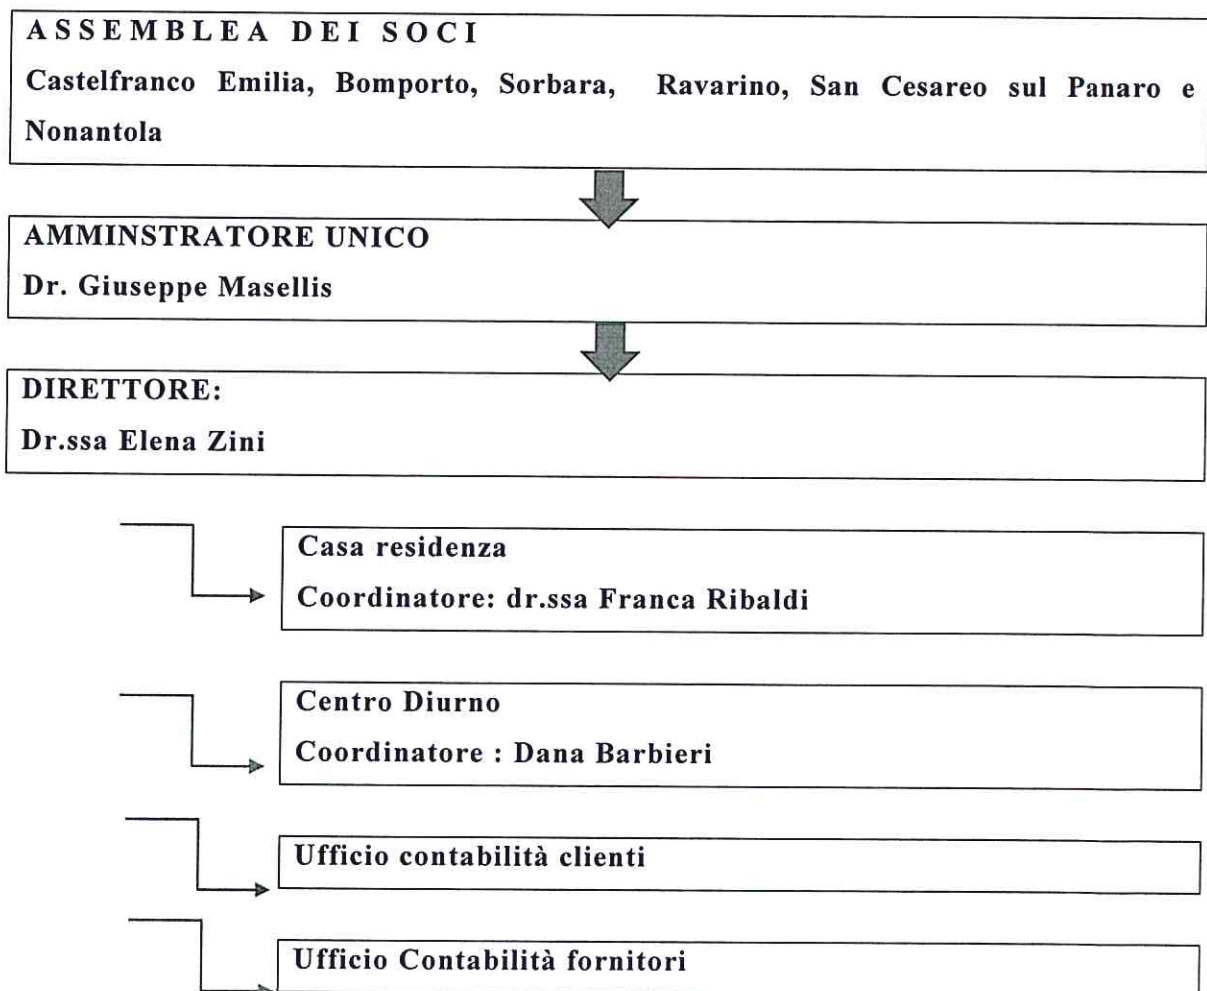 ASSEMBLEA DEI SOCI
Castelfranco Emilia, Bomporto, Sorbara, Ravarino, San Cesareo sul Panaro e
Nonantola
AMMINSTRATORE UNICO
Dr. Giuseppe Masellis
DIRETTORE:
Dr.ssa Elena Zini
Casa residenza
Coordinatore: dr.ssa Franca Ribaldi
Centro Diurno
Coordinatore : Dana Barbieri
Ufficio contabilità clienti
Ufficio Contabilità fornitori